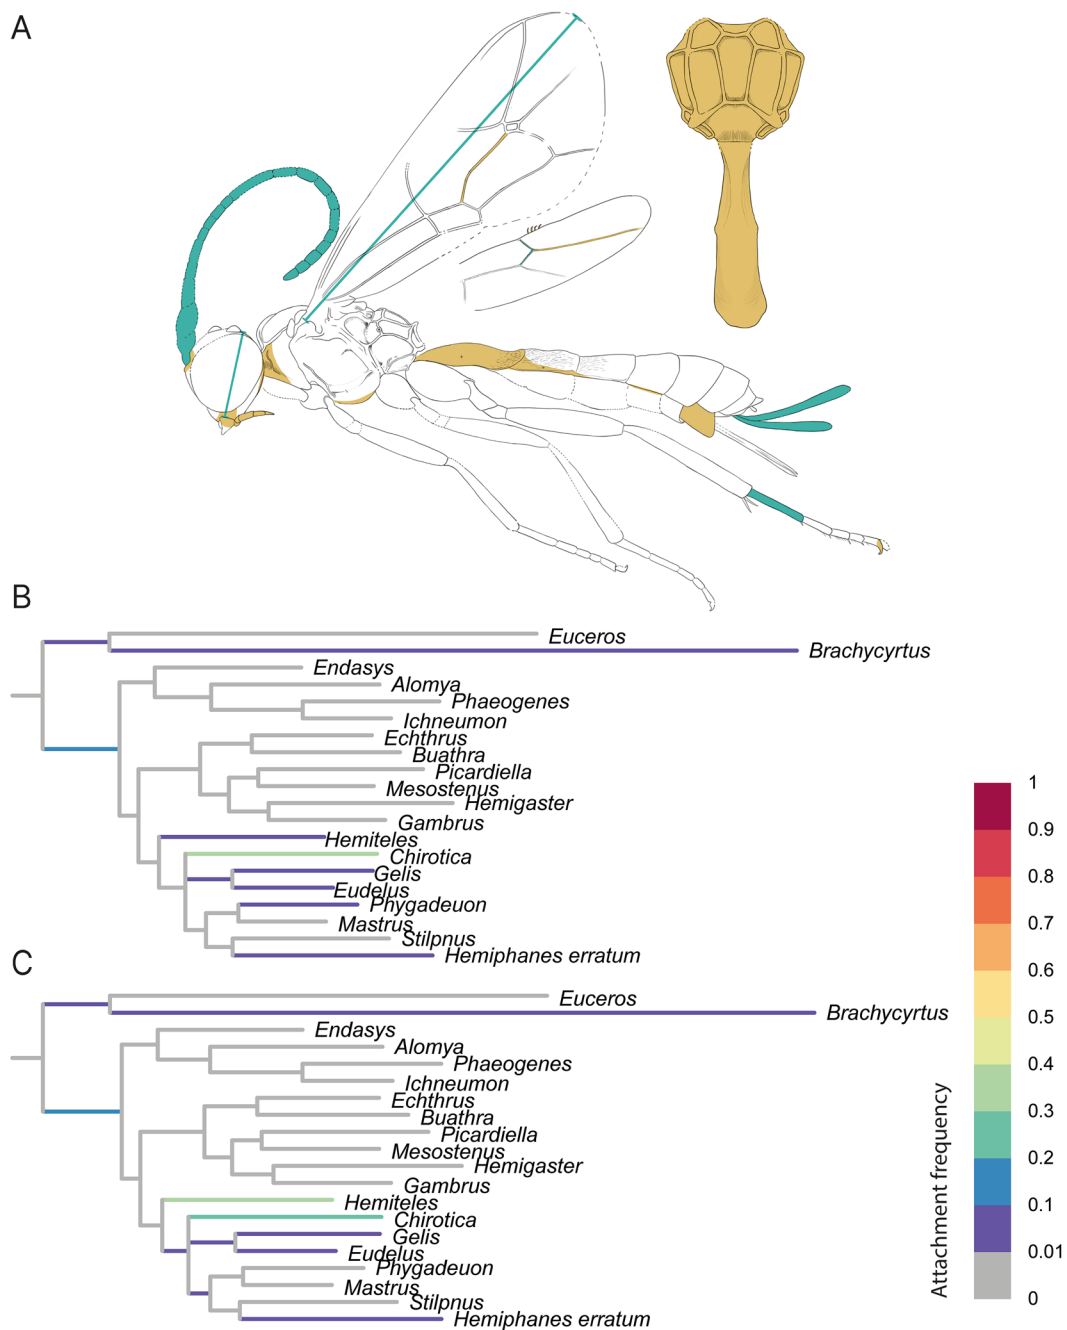 A
B
Euceros
Brachycyrtus
Endasys
Alomya
Phaeogenes
Ichneumon
Echthrus
Buathra
Picardiella
Mesostenus
Hemigaster
Gambrus
Hemiteles
Chirotica
Gelis
Eudelus
Phygadeuon
Mastrus
Stilpnus
Hemiphanes erratum
C
Euceros
Brachycyrtus
Endasys
Alomya
Phaeogenes
Ichneumon
Echthrus
Buathra
Picardiella
Mesostenus
Hemigaster
Gambrus
Hemiteles
Chirotica
Gelis
Eudelus
Phygadeuon
Mastrus
Stilpnus
Hemiphanes erratum
Attachment frequency
1
0.9
0.8
0.7
0.6
0.5
0.4
0.3
0.2
0.1
0.01
0